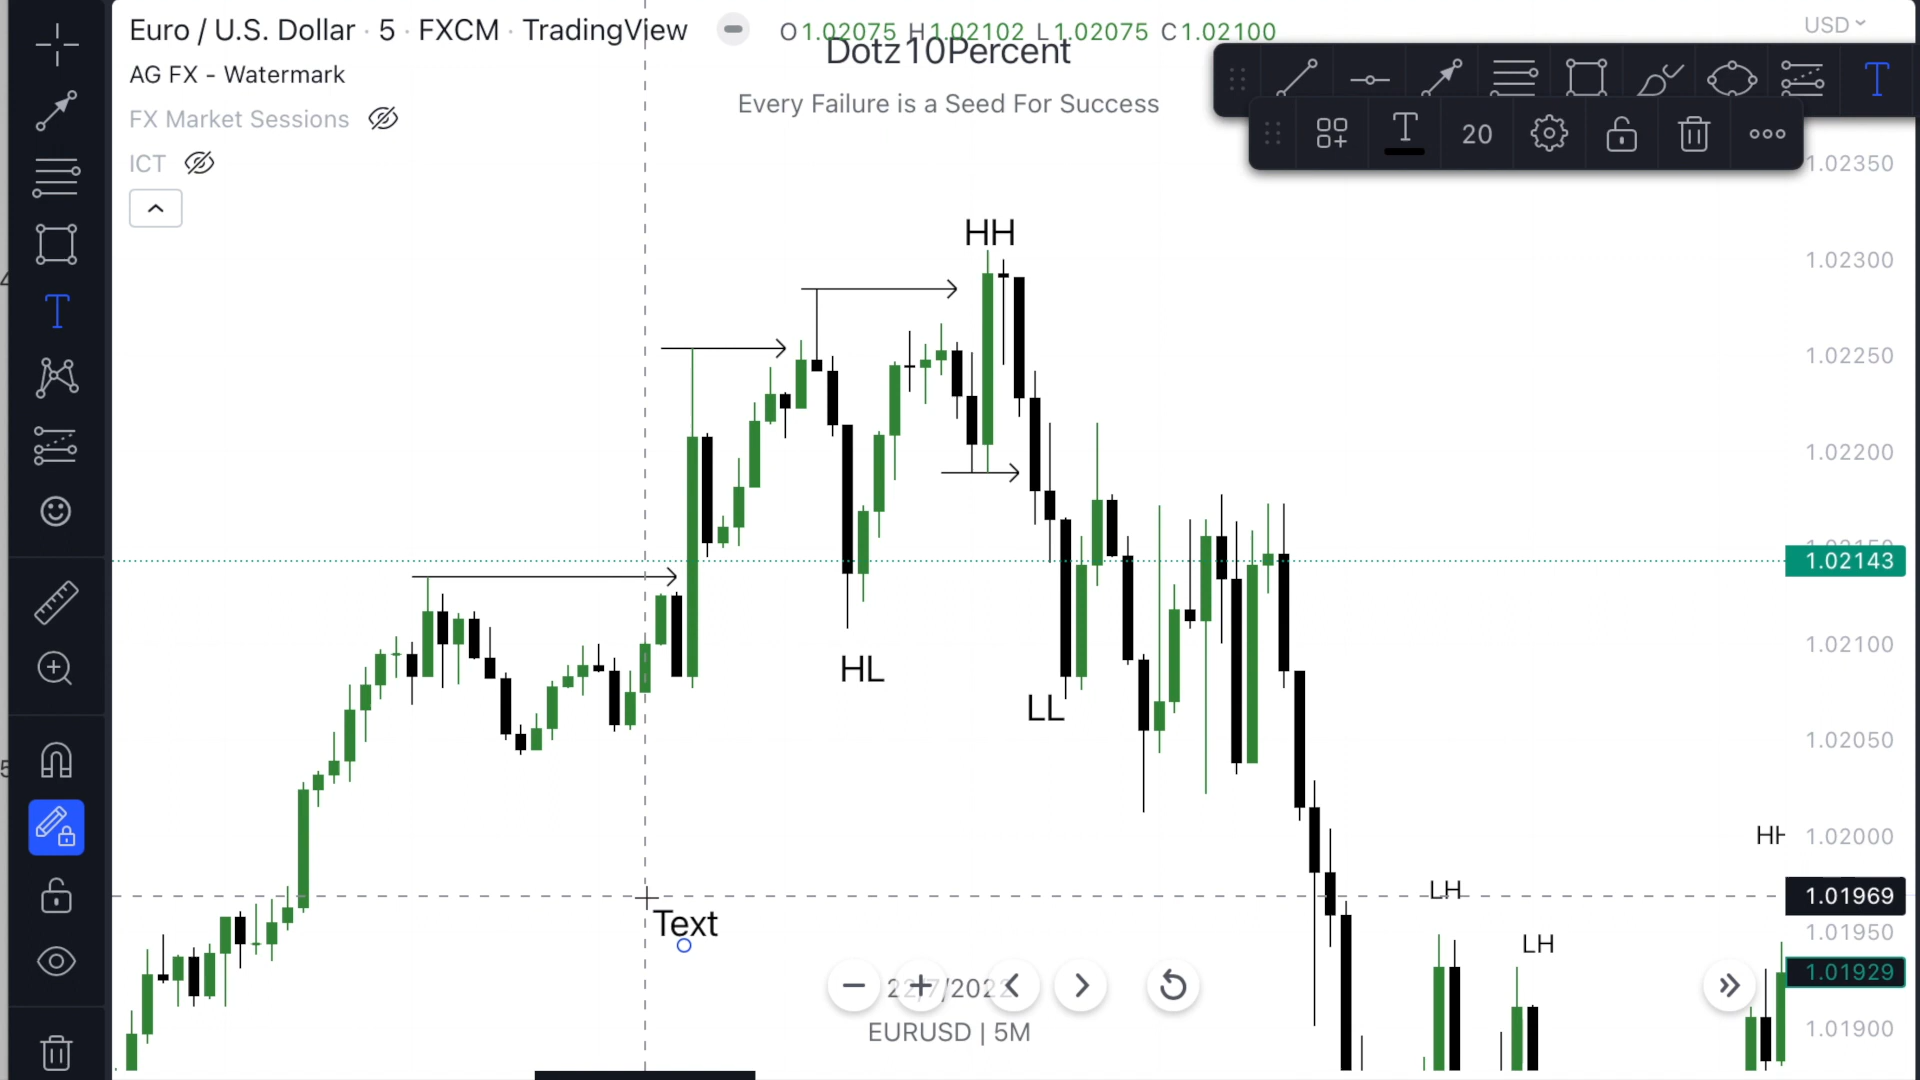 Euro / U.S. Dollar · 5 · FXCM · TradingView
O1.02075 H1.02102 L1.02075 C1.02100
USD
Dotz10Percent
AG FX - Watermark
Every Failure is a Seed For Success
FX Market Sessions
20
ICT
1.02350
HH
1.02300
1.02250
1.02200
1.02143
HL
1.02100
LL
1.02050
1.02000
LH
1.01969
Text
LH
1.01950
1.01929
EURUSD | 5M
1.01900